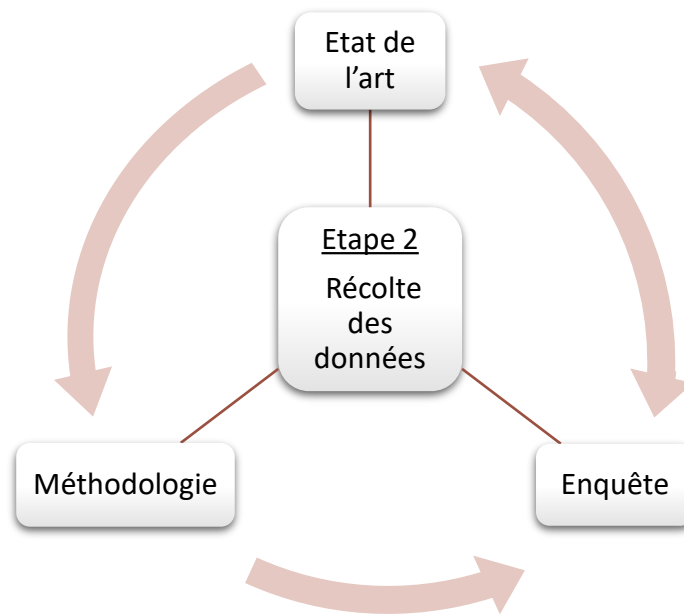 Etat de
l’art
Etape 2
Récolte
des
données
Méthodologie
Enquête